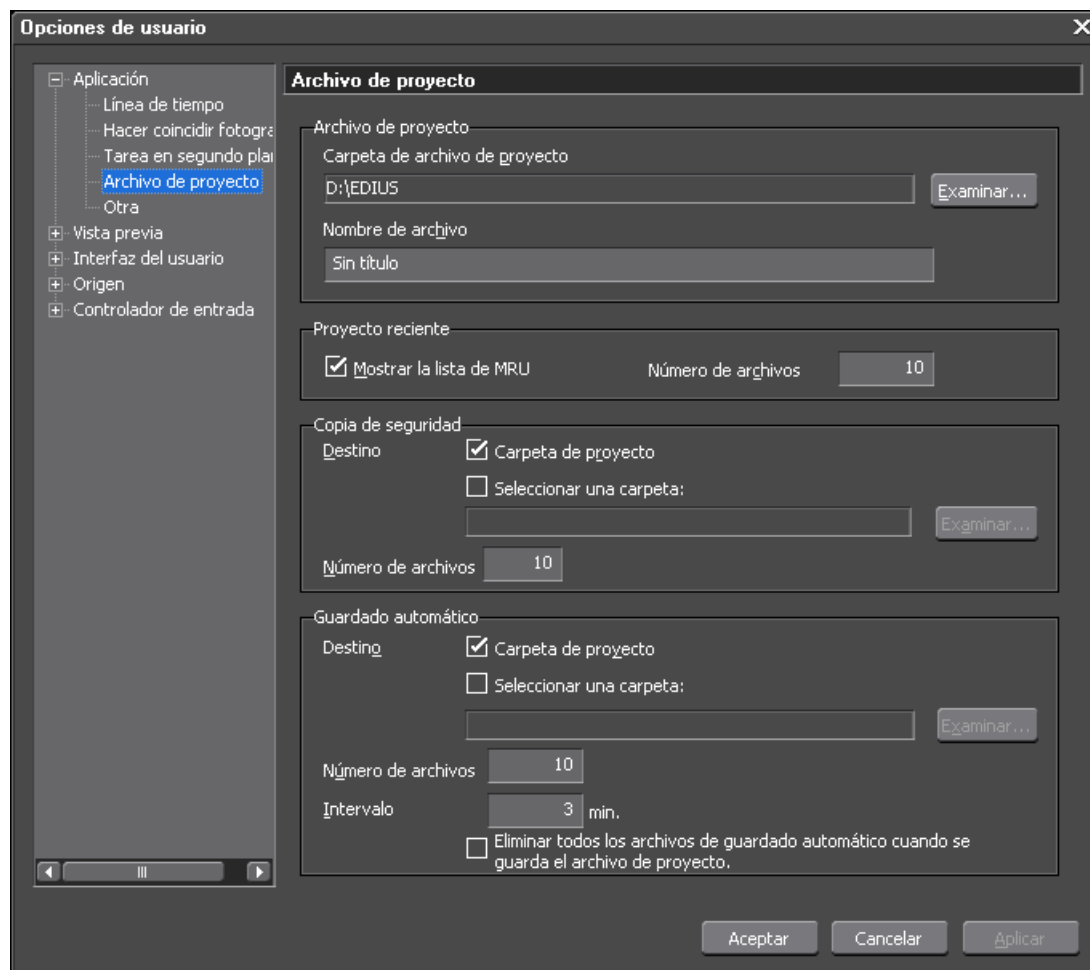 Opciones de usuario
Aplicación
Línea de tiempo
Hacer coincidir fotogra
Tarea en segundo plar
Archivo de proyecto
Otra
Vista previa
Interfaz del usuario
Origen
Controlador de entrada
Archivo de proyecto
Archivo de proyecto
Carpeta de archivo de proyecto
D:\EDIUS
Examinar...
Nombre de archivo
Sin título
Proyecto reciente
Mostrar la lista de MRU
Número de archivos
10
Copia de seguridad
Destino
Carpeta de proyecto
Seleccionar una carpeta:
Examinar...
Número de archivos
10
Guardado automático
Destino
Carpeta de proyecto
Seleccionar una carpeta:
Examinar...
Número de archivos
10
Intervalo
3 min.
Eliminar todos los archivos de guardado automático cuando se
guarda el archivo de proyecto.
Aceptar
Cancelar
Aplicar